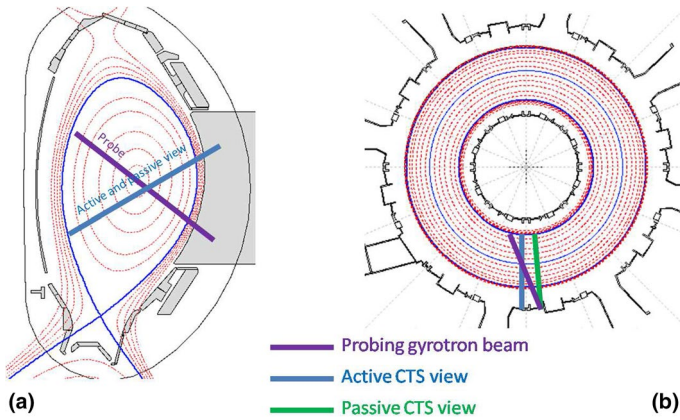 Probe
Active and passive view
Probing gyrotron beam
Active CTS view
Passive CTS view
(a)
(b)